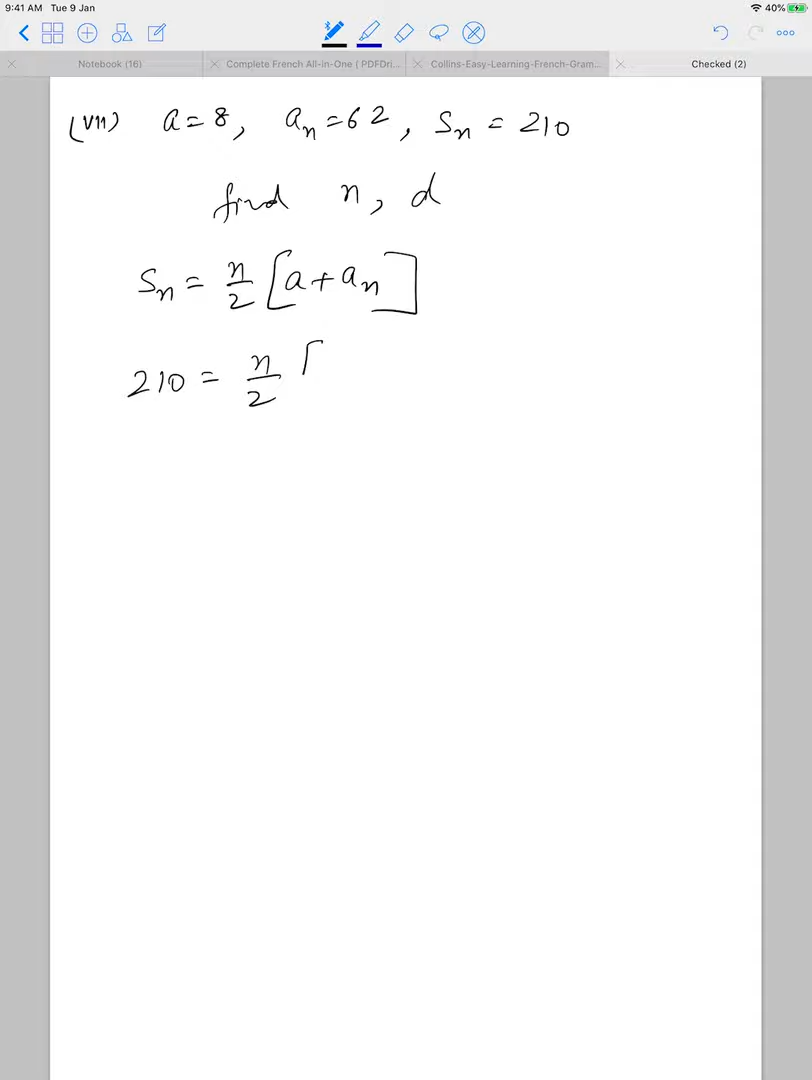 9:41 AM Tue 9 Jan 40%
Notebook (16) Complete French All-in-One ( PDFDri... Collins-Easy-Learning-French-Gram... Checked (2)
(VII) a = 8, aₙ = 62, Sₙ = 210
find n, d
Sₙ = n/2 [a + aₙ]
210 = n/2 [